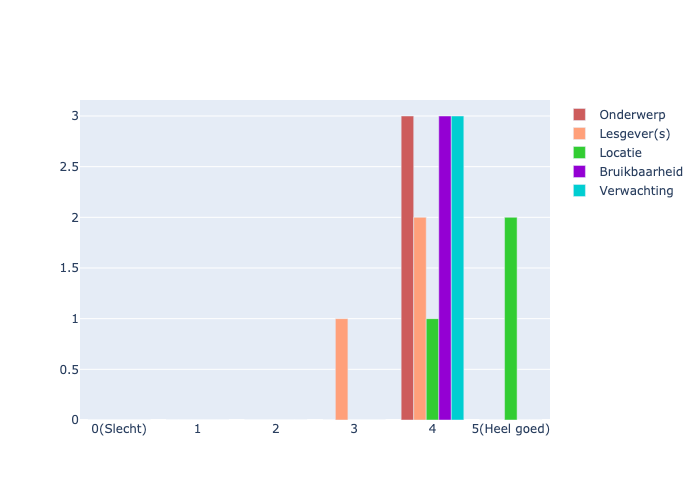 3
2.5
2
1.5
1
0.5
0
0(Slecht)
1
2
3
4
5(Heel goed)
Onderwerp
Lesgever(s)
Locatie
Bruikbaarheid
Verwachting